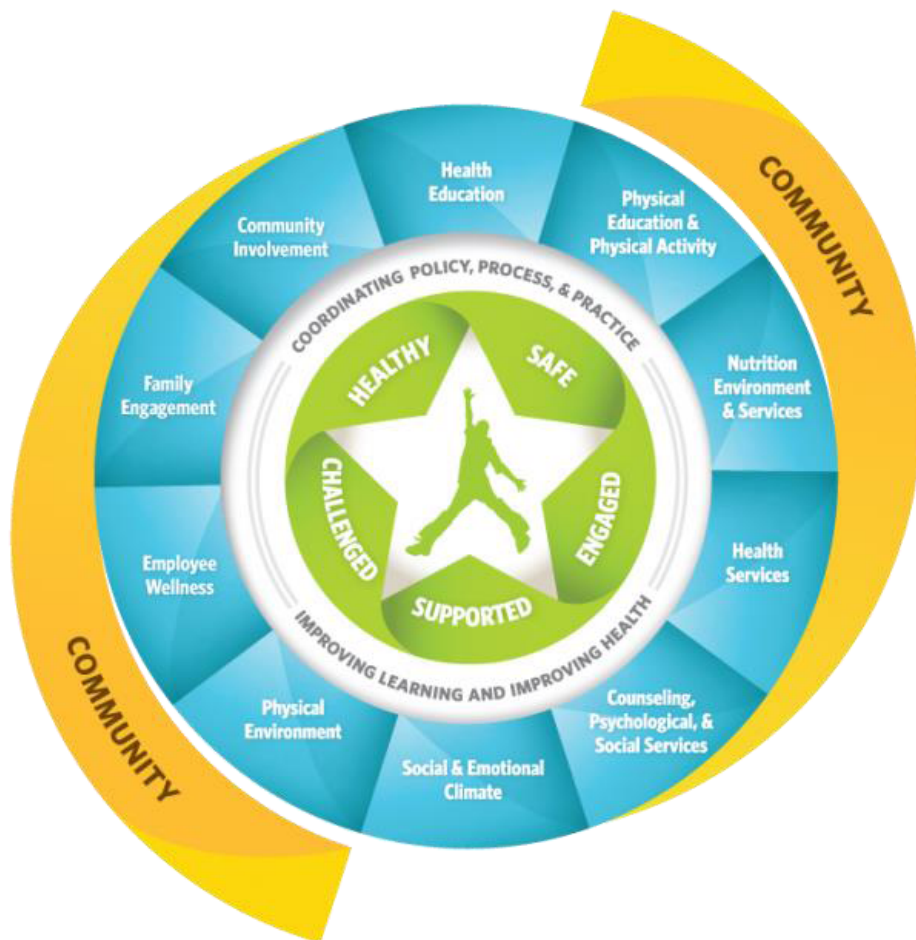 COMMUNITY
Health
Education
Physical
Education &
Physical Activity
Nutrition
Environment
& Services
Health
Services
Counseling,
Psychological, &
Social Services
Social & Emotional
Climate
Physical
Environment
Employee
Wellness
Family
Engagement
Community
Involvement
COORDINATING POLICY, PROCESS, & PRACTICE
IMPROVING LEARNING AND IMPROVING HEALTH
HEALTHY
SAFE
ENGAGED
SUPPORTED
CHALLENGED
COMMUNITY